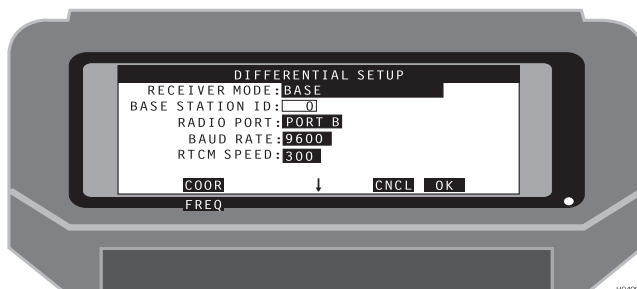 DIFFERENTIAL SETUP
RECEIVER MODE: BASE
BASE STATION ID: 0
RADIO PORT: PORT B
BAUD RATE: 9600
RTCM SPEED: 300
COOR ↓ CNCL OK
FREQ